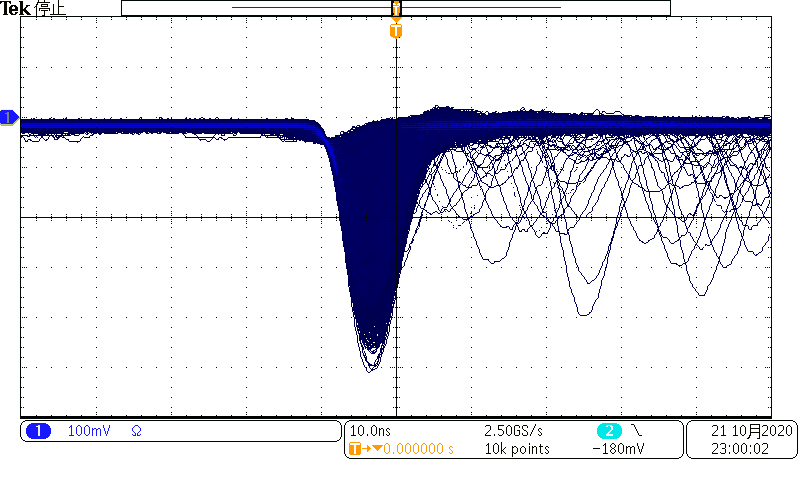 Tek 停止
T
T
1
1 100mV Ω
10.0ns 2.50GS/s 2 -180mV
T→▼0.000000 s 10k points
21 10月2020
23:00:02